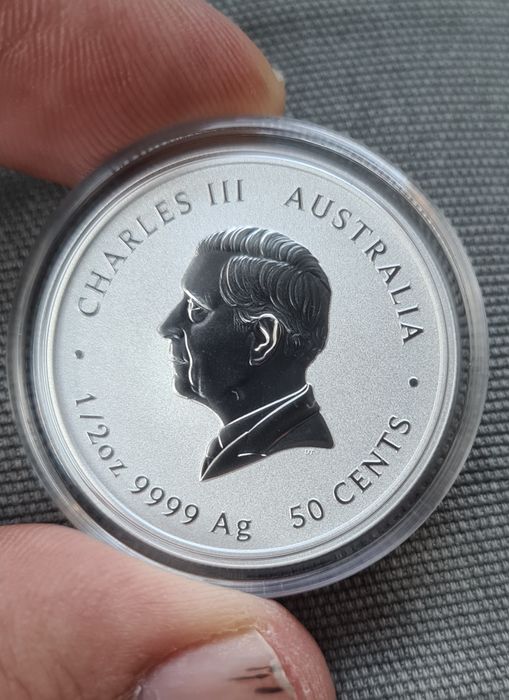 CHARLES III AUSTRALIA
1/2oz 9999 Ag 50 CENTS